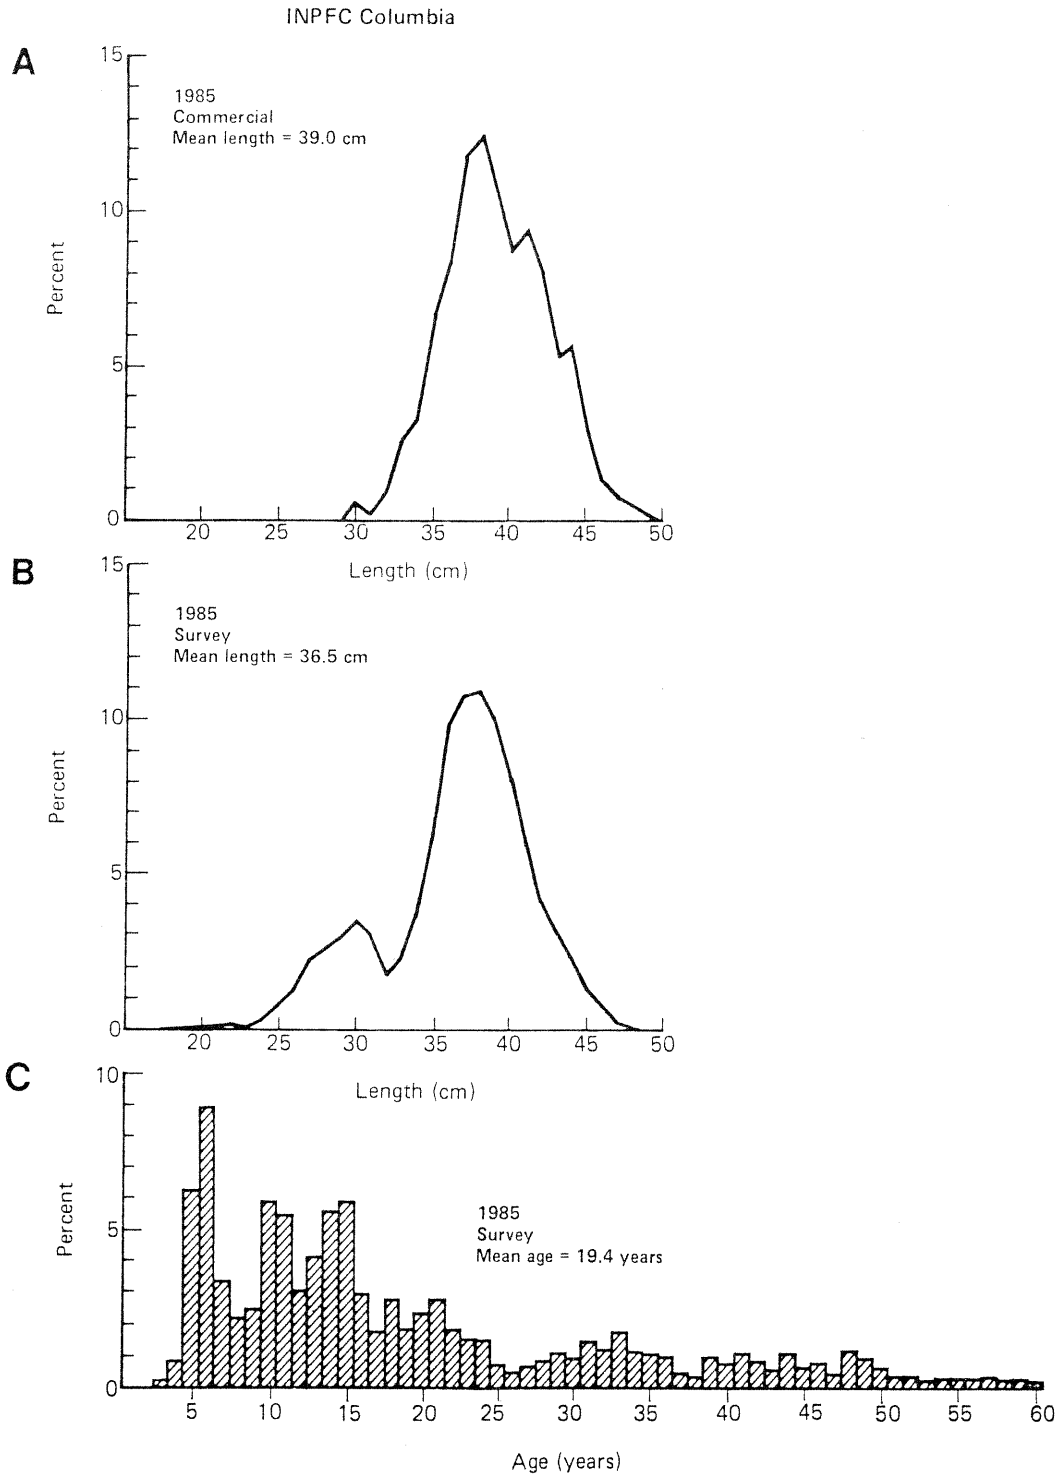 INPFC Columbia
A
15
1985
Commercial
Mean length = 39.0 cm
10
Percent
5
0
20 25 30 35 40 45 50
Length (cm)
B
15
1985
Survey
Mean length = 36.5 cm
10
Percent
5
0
20 25 30 35 40 45 50
Length (cm)
C
10
Percent
1985
Survey
Mean age = 19.4 years
5
0
5 10 15 20 25 30 35 40 45 50 55 60
Age (years)